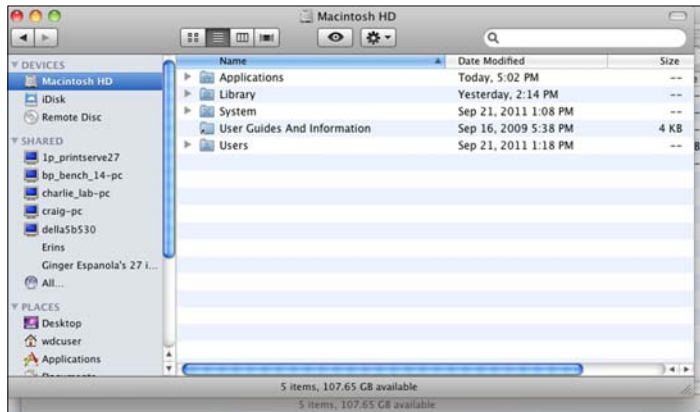 Macintosh HD
Name Date Modified Size
Applications Today, 5:02 PM --
Library Yesterday, 2:14 PM --
System Sep 21, 2011 1:08 PM --
User Guides And Information Sep 16, 2009 5:38 PM 4 KB
Users Sep 21, 2011 1:18 PM --
DEVICES
Macintosh HD
iDisk
Remote Disc
SHARED
1p_printserve27
bp_bench_14-pc
charlie_lab-pc
craig-pc
della5b530
Erins
Ginger Espanola's 27 i...
All...
PLACES
Desktop
wdcuser
Applications
Documents
5 items, 107.65 GB available
5 items, 107.65 GB available